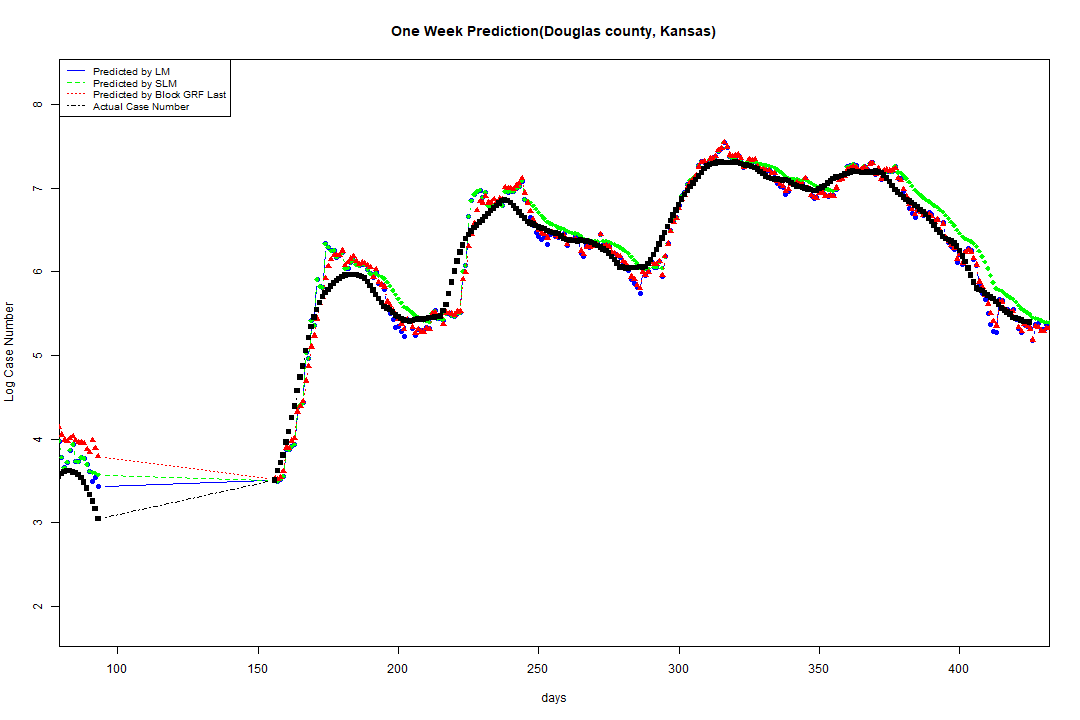 One Week Prediction(Douglas county, Kansas)
Predicted by LM
Predicted by SLM
Predicted by Block GRF Last
Actual Case Number
8
7
6
5
4
3
2
Log Case Number
100 150 200 250 300 350 400
days